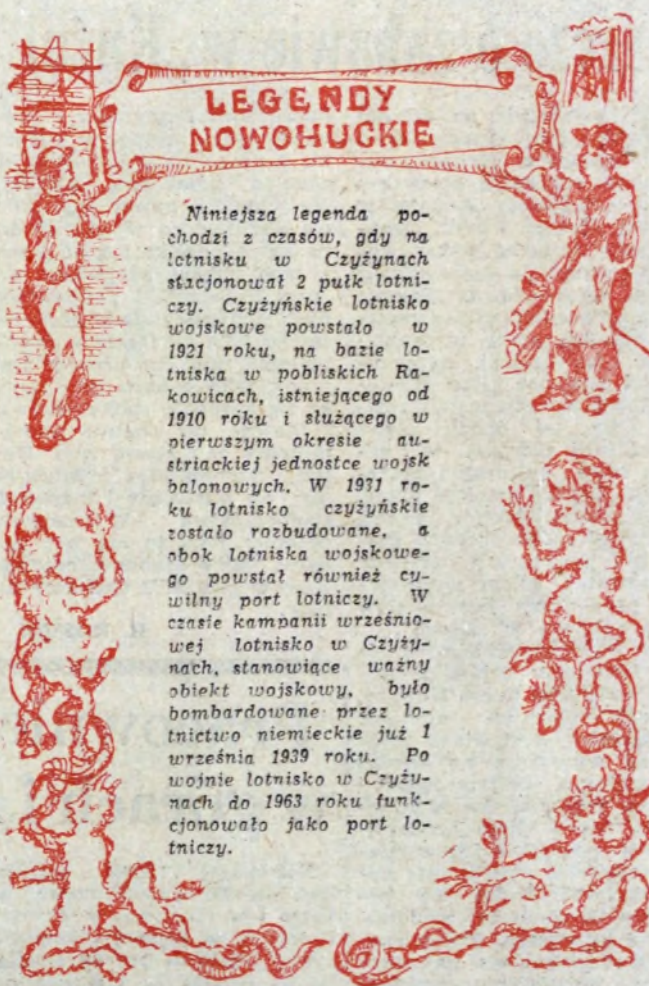 LEGENDY
NOWOHUCKIE
Niniejsza legenda po-
chodzi z czasów, gdy na
lotnisku w Czyżynach
stacjonował 2 pułk lotni-
czy. Czyżyńskie lotnisko
wojskowe powstało w
1921 roku, na bazie lo-
tniska w pobliskich Ra-
kowicach, istniejącego od
1910 roku i służącego w
pierwszym okresie au-
striackiej jednostce wojsk
balonowych. W 1931 ro-
ku lotnisko czyżyńskie
zostało rozbudowane, a
obok lotniska wojskowe-
go powstał również cy-
wilny port lotniczy. W
czasie kampanii wrześnio-
wej lotnisko w Czyży-
nach, stanowiące ważny
obiekt wojskowy, było
bombardowane przez lo-
tnictwo niemieckie już 1
września 1939 roku. Po
wojnie lotnisko w Czyży-
nach do 1963 roku funk-
cjonowało jako port lo-
tniczy.